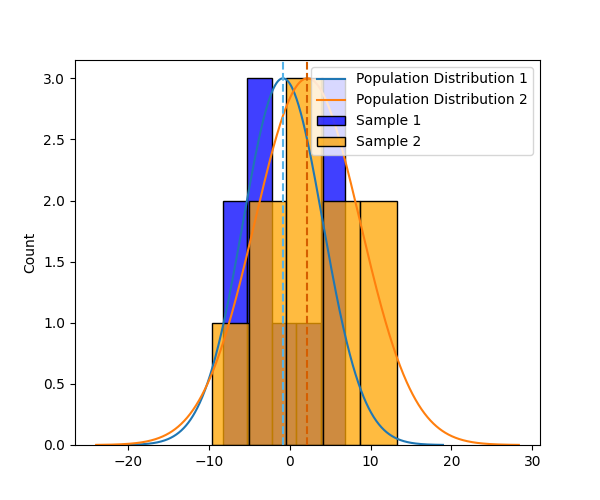 Population Distribution 1
Population Distribution 2
Sample 1
Sample 2
Count
3.0
2.5
2.0
1.5
1.0
0.5
0.0
−20 −10 0 10 20 30